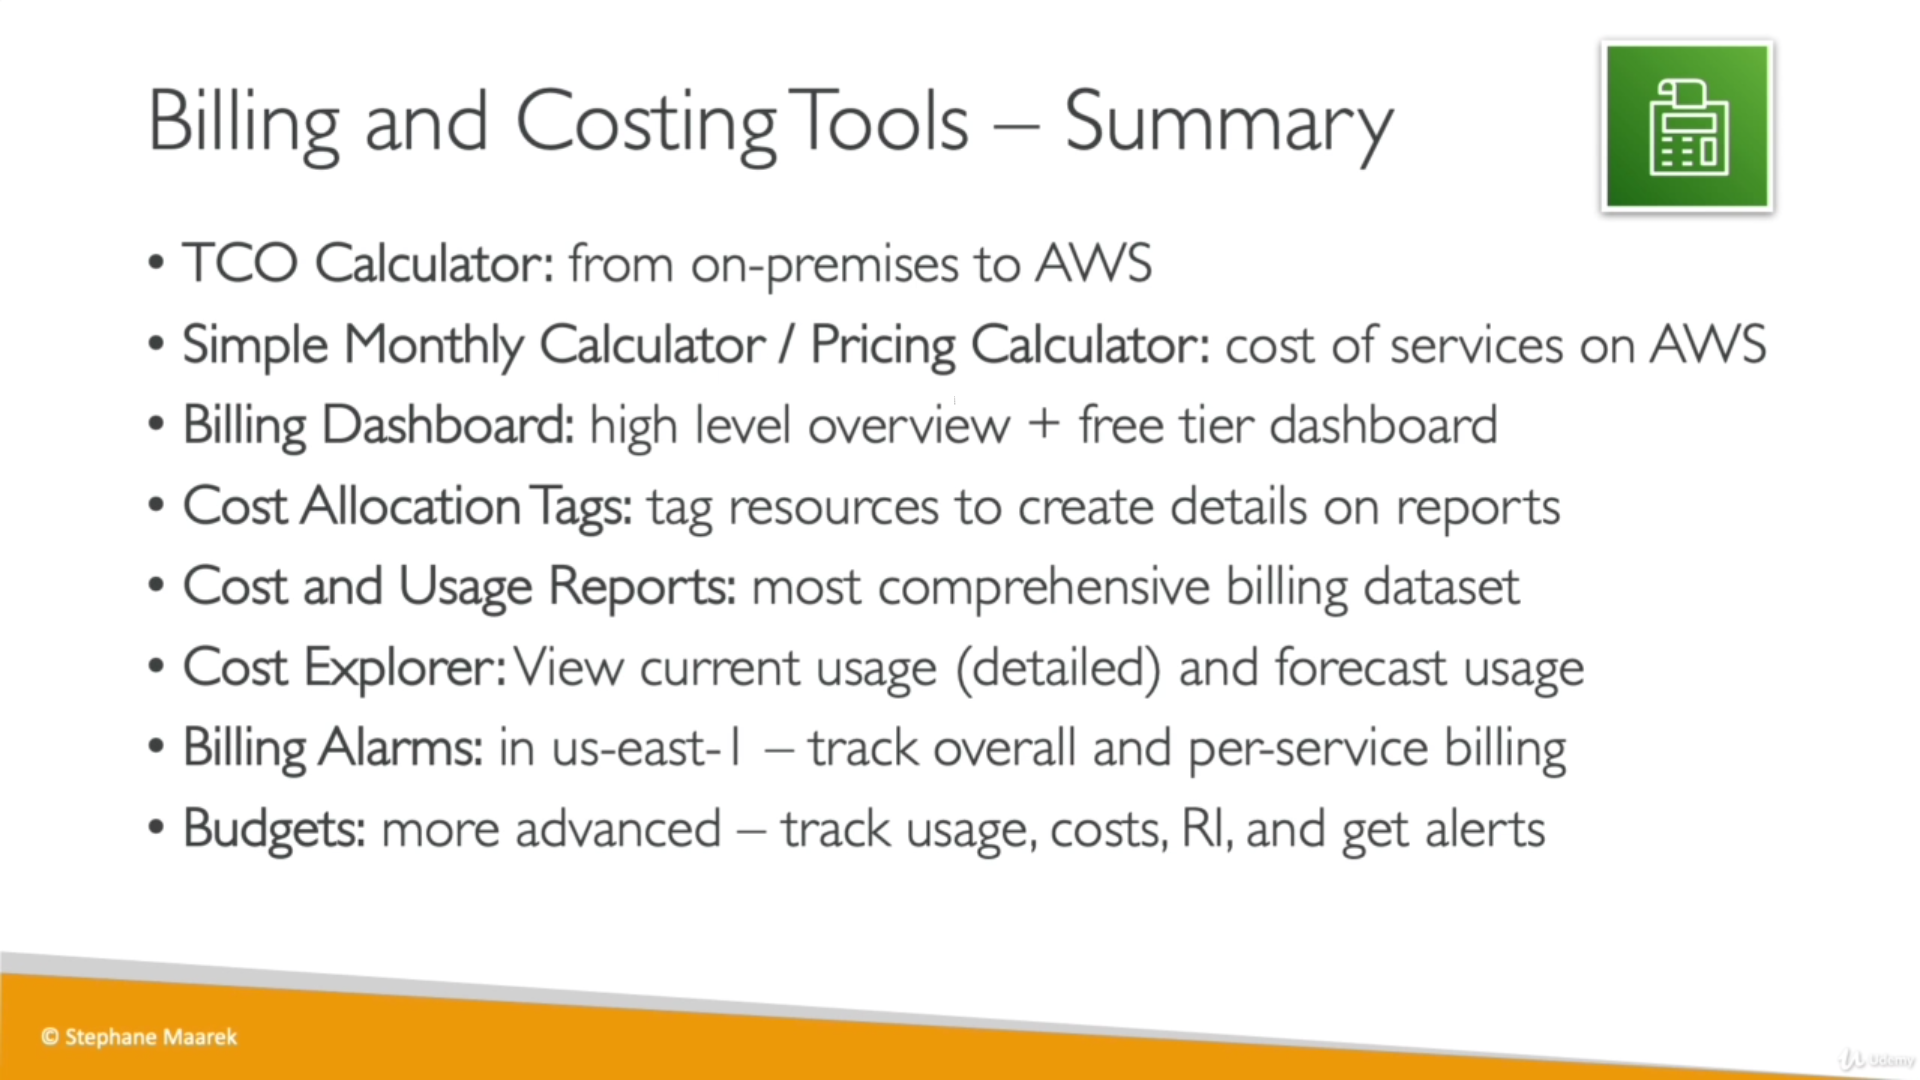 Billing and Costing Tools – Summary
• TCO Calculator: from on-premises to AWS
• Simple Monthly Calculator / Pricing Calculator: cost of services on AWS
• Billing Dashboard: high level overview + free tier dashboard
• Cost Allocation Tags: tag resources to create details on reports
• Cost and Usage Reports: most comprehensive billing dataset
• Cost Explorer: View current usage (detailed) and forecast usage
• Billing Alarms: in us-east-1 – track overall and per-service billing
• Budgets: more advanced – track usage, costs, RI, and get alerts
© Stephane Maarek
Udemy